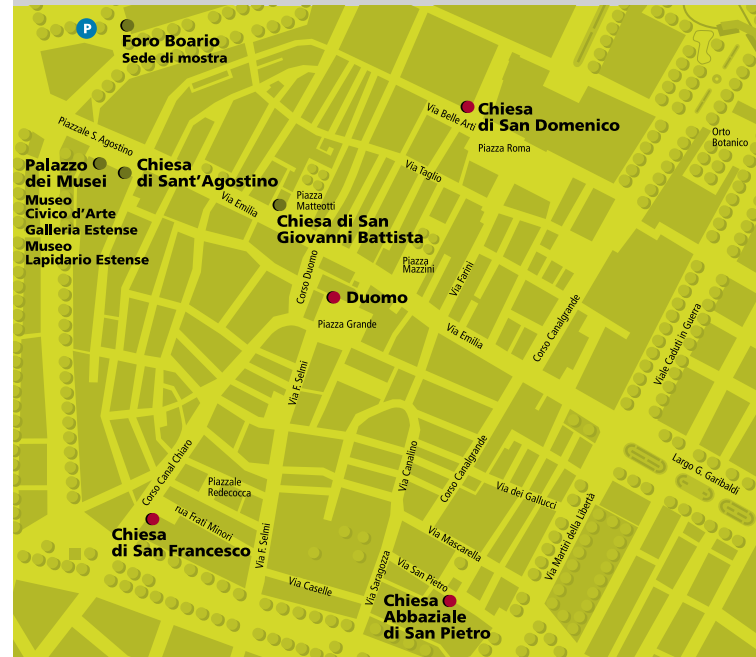 P
Foro Boario
Sede di mostra
Piazzale S. Agostino
Via Belle Arti
Chiesa
di San Domenico
Piazza Roma
Orto
Botanico
Palazzo
dei Musei
Museo
Civico d'Arte
Galleria Estense
Museo
Lapidario Estense
Chiesa
di Sant'Agostino
Via Taglio
Via Emilia
Piazza
Matteotti
Chiesa di San
Giovanni Battista
Corso Duomo
Piazza
Mazzini
Via Farini
Duomo
Piazza Grande
Via Emilia
Corso Canalgrande
Viale Caduti in Guerra
Via F. Selmi
Corso Canal Chiaro
Piazzale
Redecocca
Via Canalino
Corso Canalgrande
Via dei Gallucci
Largo G. Garibaldi
Via Martiri della Libertà
rua Frati Minori
Chiesa
di San Francesco
Via F. Selmi
Via Mascarella
Via Caselle
Via Saragozza
Via San Pietro
Chiesa
Abbaziale
di San Pietro